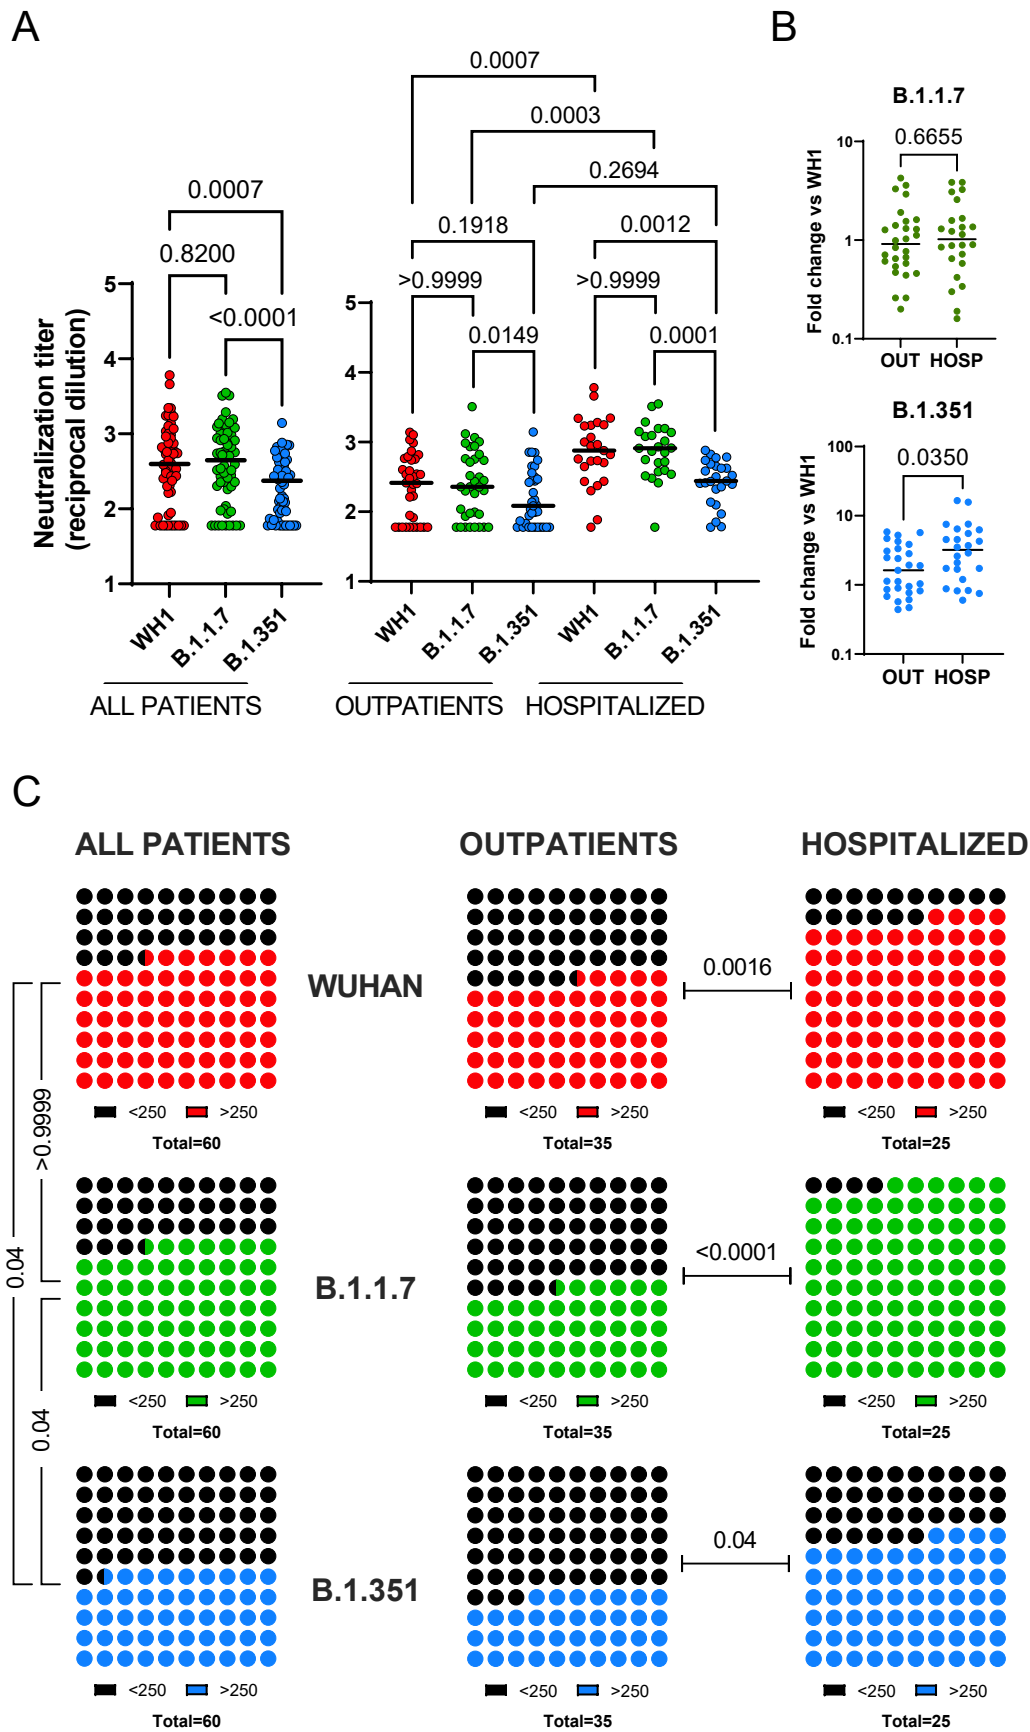 A
B
0.0007
0.0003
0.2694
0.0007
0.1918
0.0012
0.8200
>0.9999
>0.9999
<0.0001
0.0149
0.0001
Neutralization titer
(reciprocal dilution)
5
4
3
2
1
5
4
3
2
1
WH1
B.1.1.7
B.1.351
WH1
B.1.1.7
B.1.351
WH1
B.1.1.7
B.1.351
ALL PATIENTS
OUTPATIENTS
HOSPITALIZED
B.1.1.7
0.6655
Fold change vs WH1
10
1
0.1
OUT
HOSP
B.1.351
0.0350
Fold change vs WH1
100
10
1
0.1
OUT
HOSP
C
ALL PATIENTS
OUTPATIENTS
HOSPITALIZED
WUHAN
0.0016
<250 >250
Total=60
<250 >250
Total=35
<250 >250
Total=25
>0.9999
0.04
B.1.1.7
<0.0001
<250 >250
Total=60
<250 >250
Total=35
<250 >250
Total=25
0.04
B.1.351
0.04
<250 >250
Total=60
<250 >250
Total=35
<250 >250
Total=25